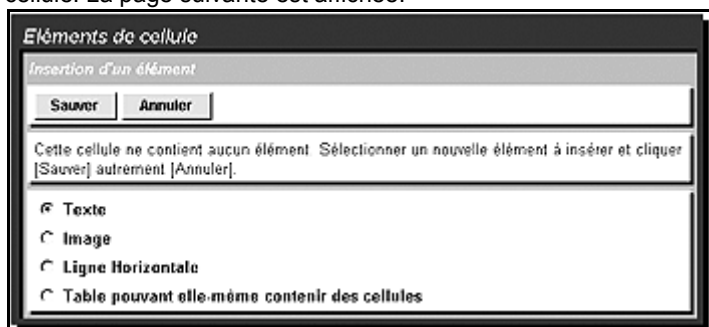 cellule. La page suivante est affichée:
Eléments de cellule
Insertion d'un élément
Sauver Annuler
Cette cellule ne contient aucun élément. Sélectionner un nouvelle élément à insérer et cliquer
[Sauver] autrement [Annuler].
Texte
Image
Ligne Horizontale
Table pouvant elle-même contenir des cellules